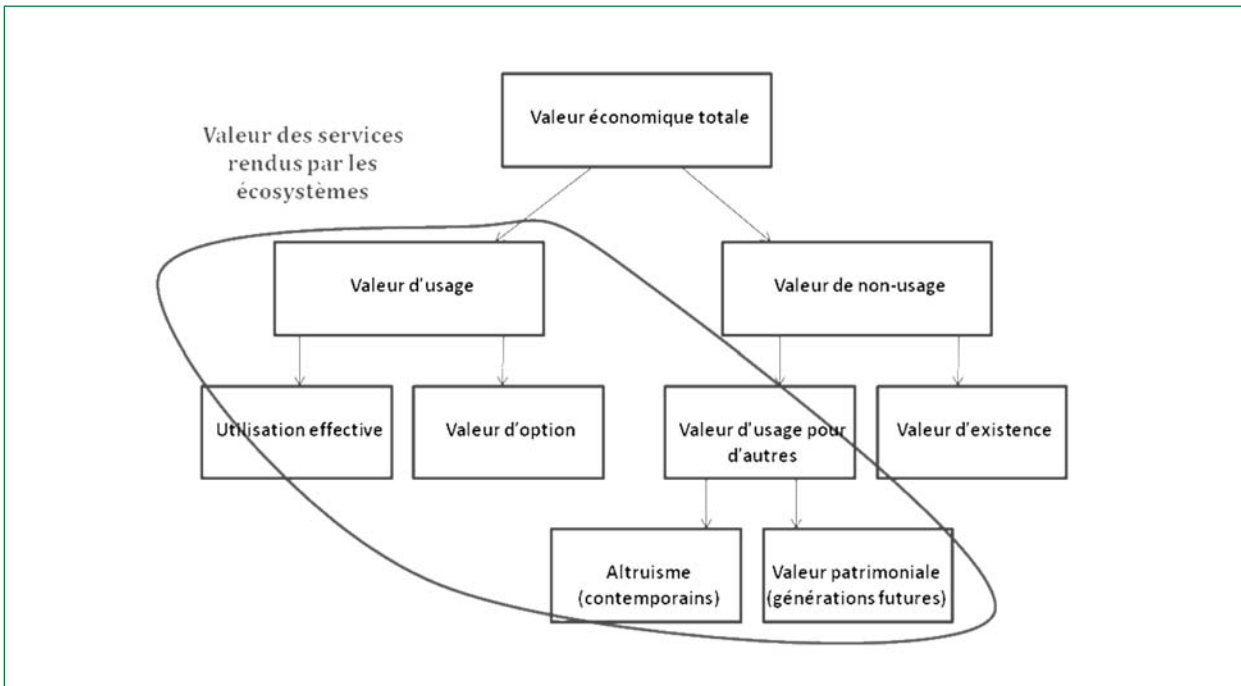 Valeur économique totale
Valeur des services
rendus par les
écosystèmes
Valeur d'usage
Valeur de non-usage
Utilisation effective
Valeur d'option
Valeur d'usage pour
d'autres
Valeur d'existence
Altruisme
(contemporains)
Valeur patrimoniale
(générations futures)